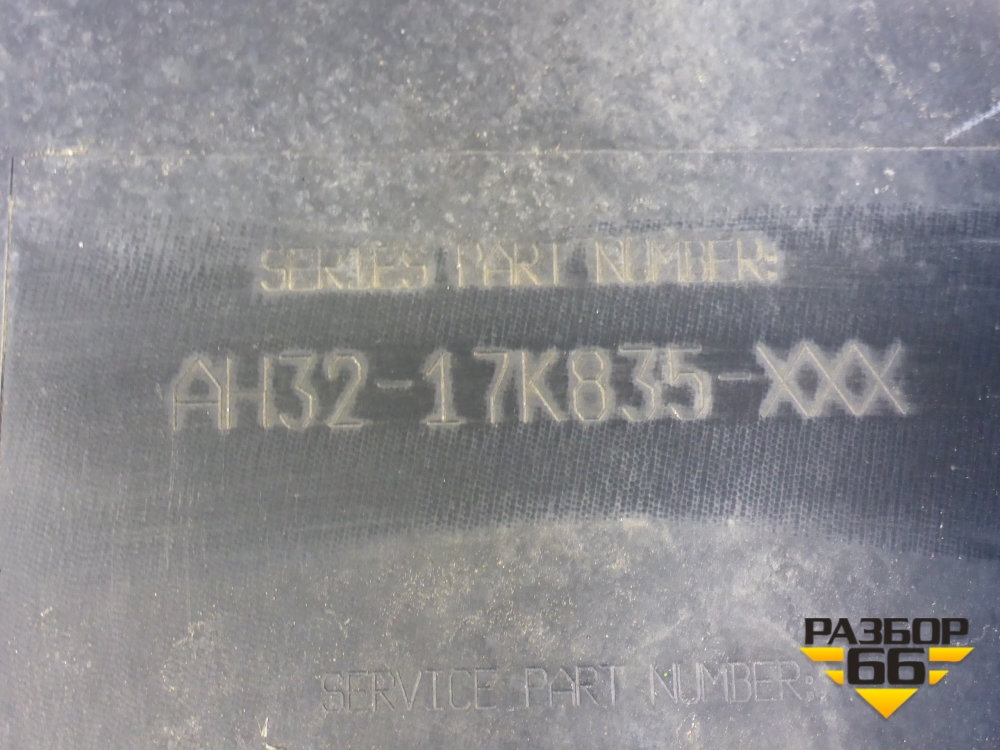 SERIES PART NUMBER:
AH32-17K835-XXX
SERVICE PART NUMBER:
РАЗБОР
66